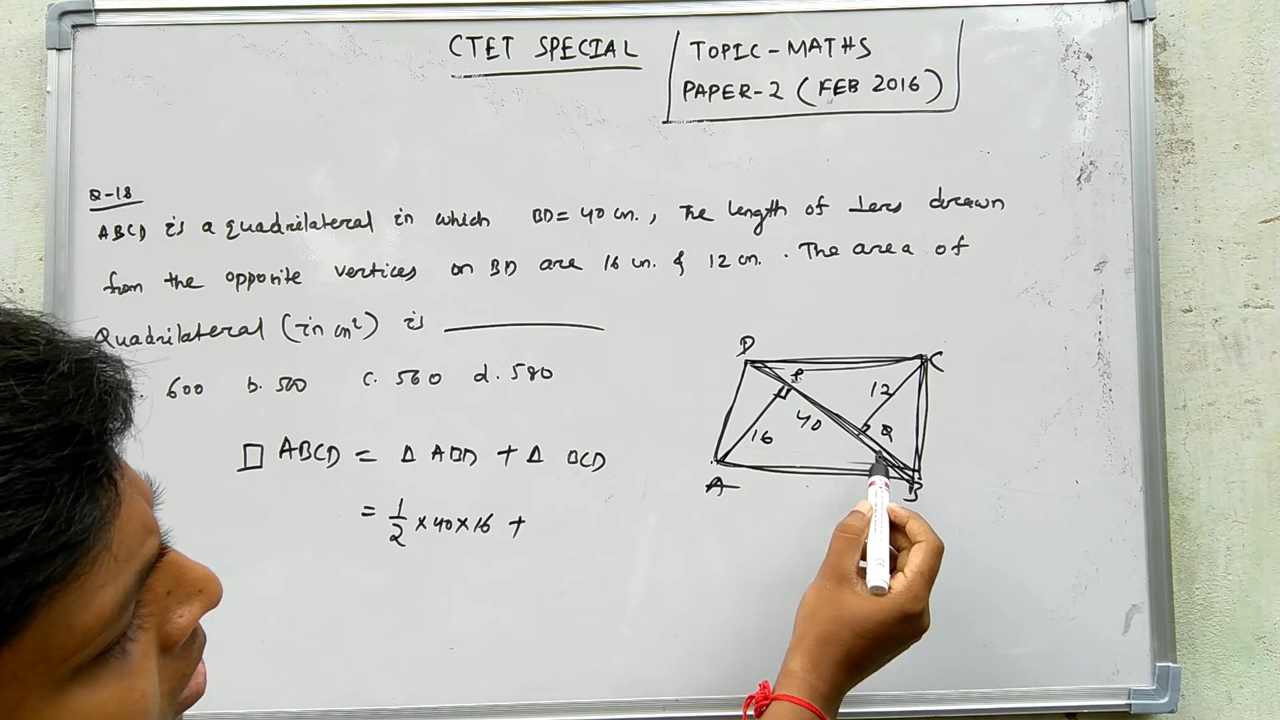 CTET SPECIAL
TOPIC-MATHS
PAPER-2 (FEB 2016)
Q-18
ABCD is a quadrilateral in which BD= 40 cm., The length of ⊥ers drawn
from the opposite vertices on BD are 16 cm. & 12 cm. . The area of
Quadrilateral (in cm²) is ________
600 b. 500 c. 560 d. 580
□ ABCD = Δ ABD + Δ BCD
= 1/2 × 40 × 16 +
D
C
P
12
40
16
Q
A
B